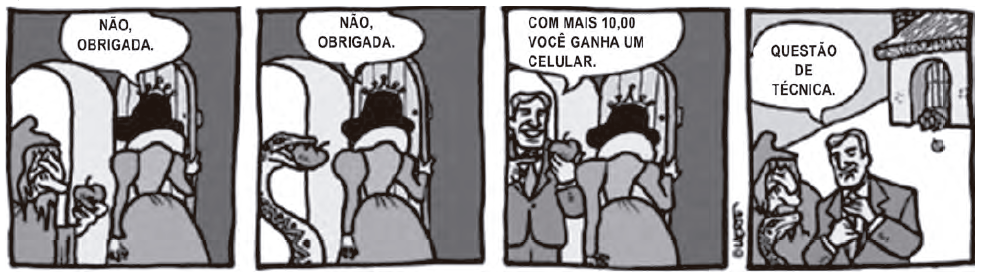 NÃO,
OBRIGADA.
NÃO,
OBRIGADA.
COM MAIS 10,00
VOCÊ GANHA UM
CELULAR.
QUESTÃO
DE
TÉCNICA.